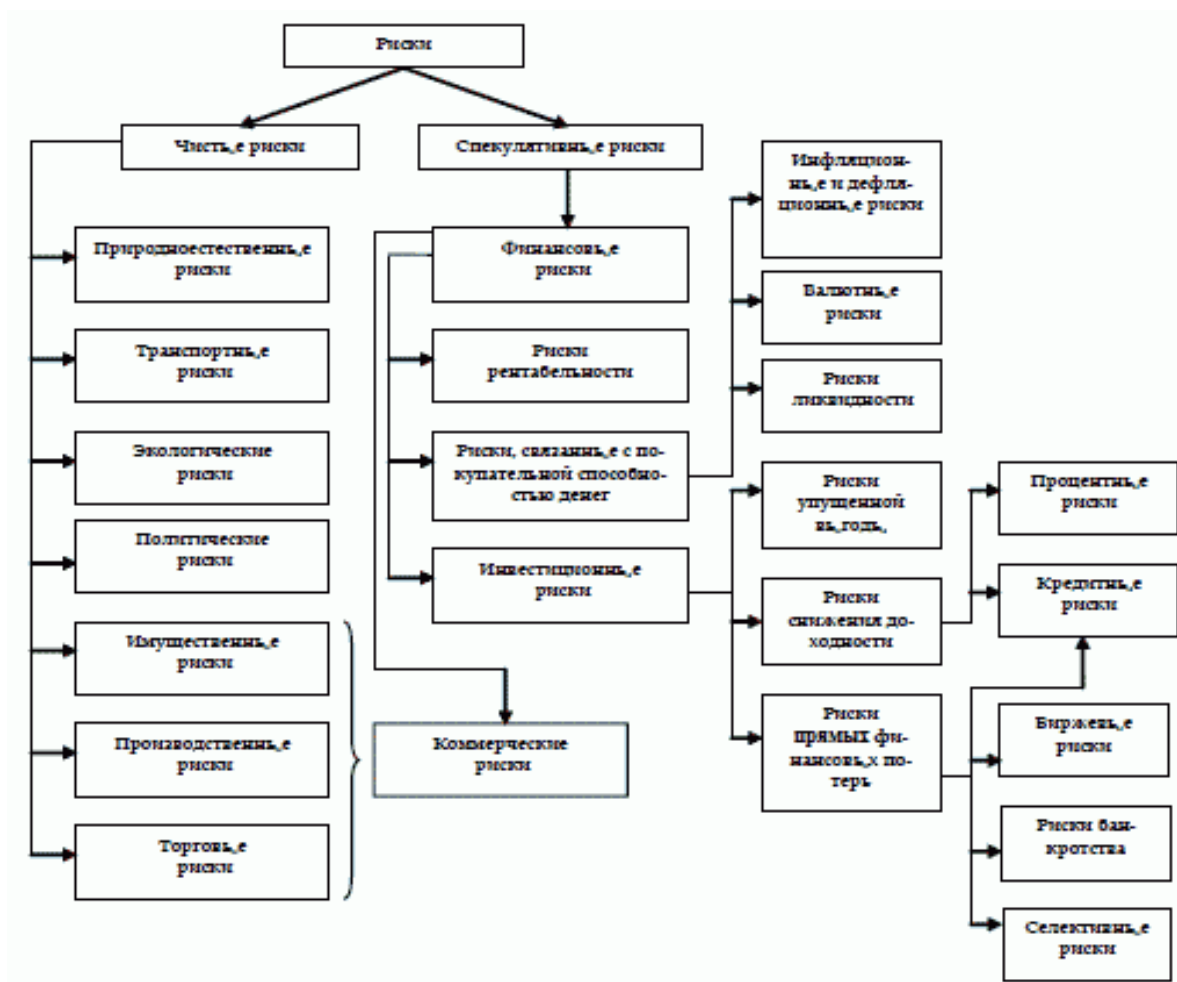 Риски
Чисть,е риски
Спекулятивнь,е риски
Природноестественнь,е
риски
Транспортнь,е
риски
Экологические
риски
Политические
риски
Имущественнь,е
риски
Производственнь,е
риски
Торговь,е
риски
Финансовь,е
риски
Риски
рентабельности
Риски, связаннь,е с по-
купательной способно-
стью денег
Инвестиционнь,е
риски
Коммерческие
риски
Инфляцион-
нь,е и дефля-
ционнь,е риски
Валютнь,е
риски
Риски
ликвидности
Риски
упущенной
вь,годь,
Риски
снижения до-
ходности
Риски
прямых фи-
нансовь,х по-
терь
Процентнь,е
риски
Кредитнь,е
риски
Биржевь,е
риски
Риски бан-
кротства
Селективнь,е
риски